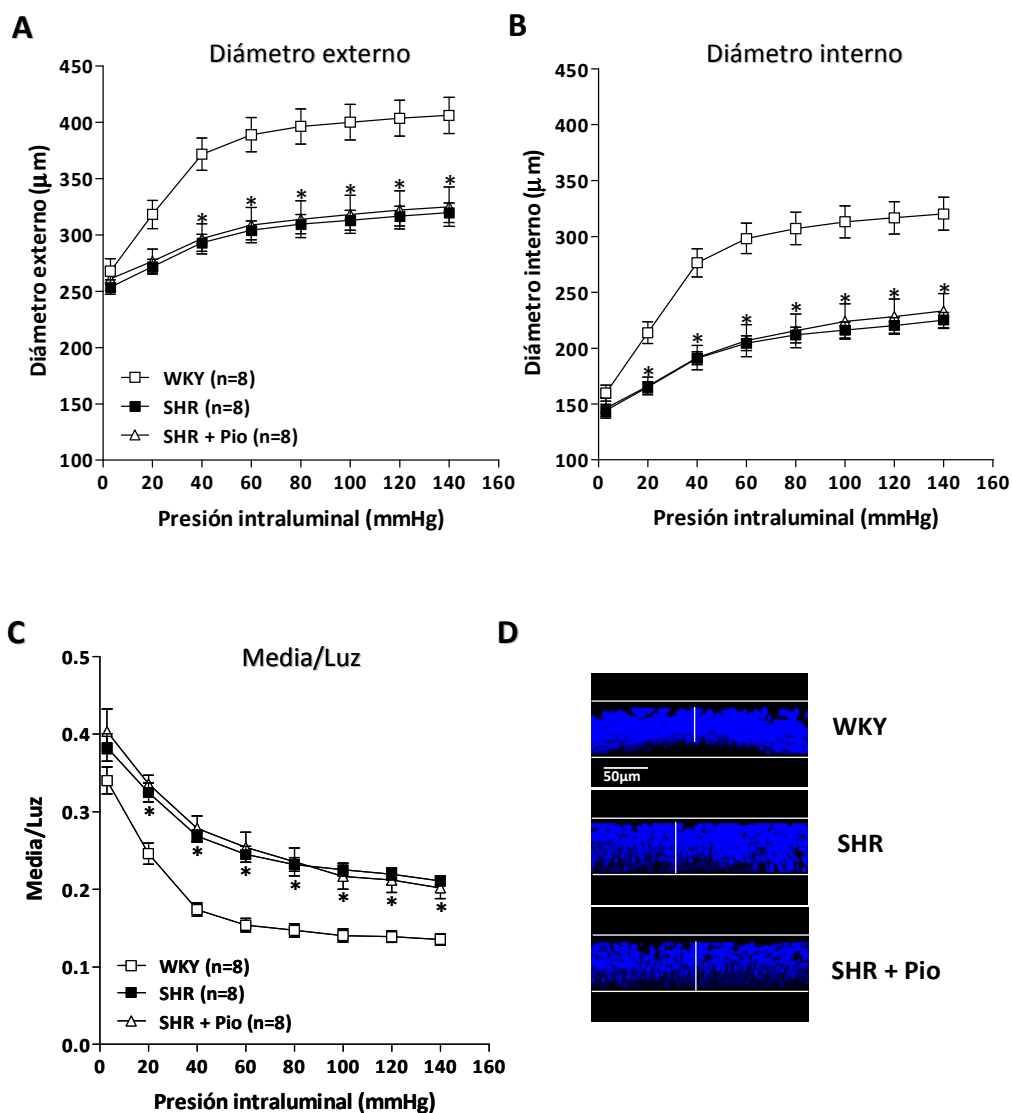 A
Diámetro externo
450
400
350
300
250
200
150
100
Diámetro externo (μm)
* * * * * *
WKY (n=8)
SHR (n=8)
SHR + Pio (n=8)
0 20 40 60 80 100 120 140 160
Presión intraluminal (mmHg)
B
Diámetro interno
450
400
350
300
250
200
150
100
Diámetro interno (μm)
* * * * * * *
0 20 40 60 80 100 120 140 160
Presión intraluminal (mmHg)
C
Media/Luz
0.5
0.4
0.3
0.2
0.1
0.0
Media/Luz
* * * * * * *
WKY (n=8)
SHR (n=8)
SHR + Pio (n=8)
0 20 40 60 80 100 120 140 160
Presión intraluminal (mmHg)
D
WKY
50μm
SHR
SHR + Pio